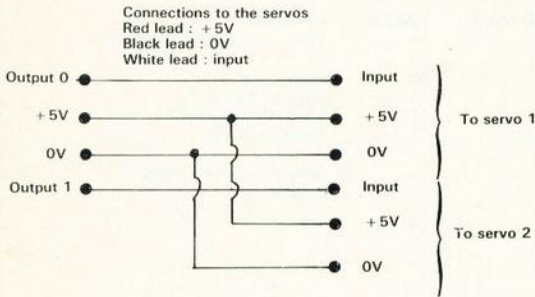 Connections to the servos
Red lead : +5V
Black lead : 0V
White lead : input
Output 0
Input
+5V
+5V
To servo 1
0V
0V
Output 1
Input
+5V
To servo 2
0V